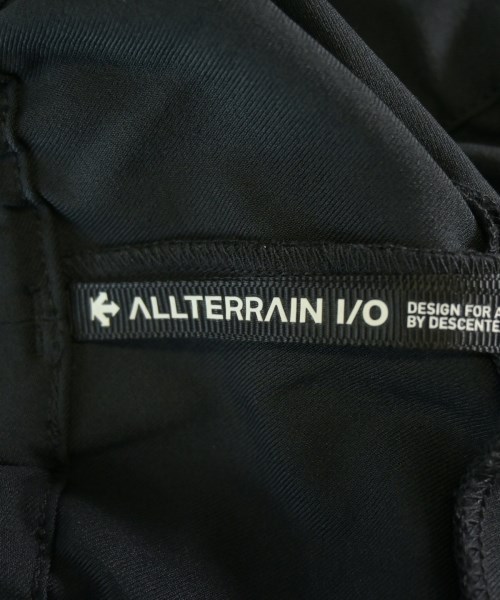 ALLTERRAIN I/O
DESIGN FOR A
BY DESCENTE